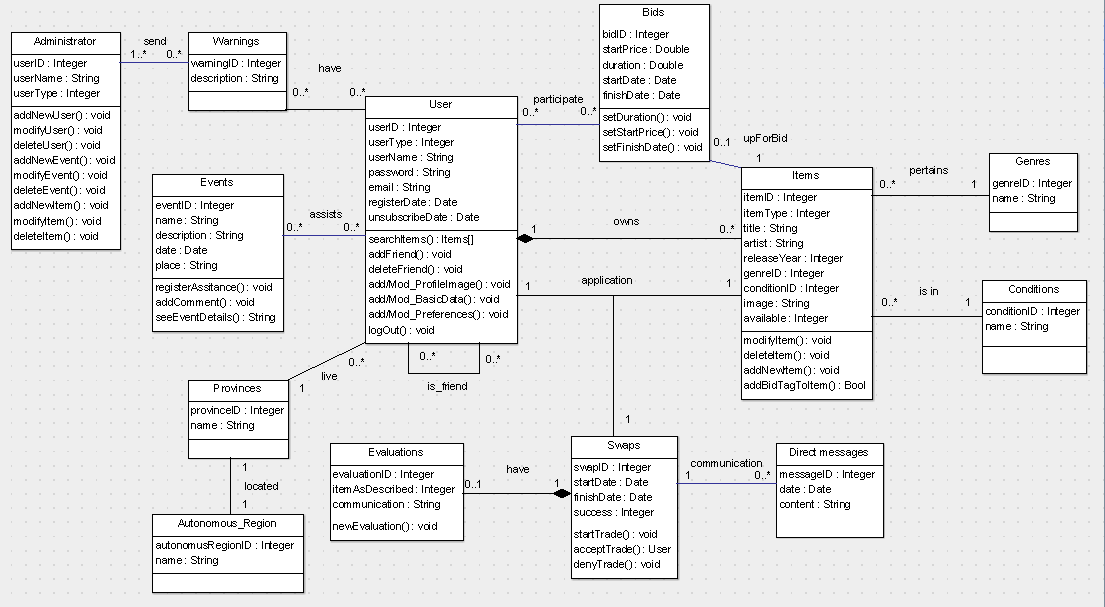 Administrator
userID : Integer
userName : String
userType : Integer
addNewUser() : void
modifyUser() : void
deleteUser() : void
addNewEvent() : void
modifyEvent() : void
deleteEvent() : void
addNewItem() : void
modifyItem() : void
deleteItem() : void
send
1..* 0..*
Warnings
warningID : Integer
description : String
have
0..* 0..*
User
userID : Integer
userType : Integer
userName : String
password : String
email : String
registerDate : Date
unsubscribeDate : Date
searchItems() : Items[]
addFriend() : void
deleteFriend() : void
add/Mod_ProfileImage() : void
add/Mod_BasicData() : void
add/Mod_Preferences() : void
logOut() : void
participate
0..* 0..*
Bids
bidID : Integer
startPrice : Double
duration : Double
startDate : Date
finishDate : Date
setDuration() : void
setStartPrice() : void
setFinishDate() : void
0..1 upForBid
1
Items
itemID : Integer
itemType : Integer
title : String
artist : String
releaseYear : Integer
genreID : Integer
conditionID : Integer
image : String
available : Integer
modifyItem() : void
deleteItem() : void
addNewItem() : void
addBidTagToItem() : Bool
pertains
0..* 1
Genres
genreID : Integer
name : String
is in
0..* 1
Conditions
conditionID : Integer
name : String
Events
eventID : Integer
name : String
description : String
date : Date
place : String
registerAssitance() : void
addComment() : void
seeEventDetails() : String
assists
0..* 0..*
owns
1 0..*
application
1 1
1
0..* 0..*
is_friend
0..*
live
1
Provinces
provinceID : Integer
name : String
1
located
1
Autonomous_Region
autonomusRegionID : Integer
name : String
Evaluations
evaluationID : Integer
itemAsDescribed : Integer
communication : String
newEvaluation() : void
have
0..1 1
Swaps
swapID : Integer
startDate : Date
finishDate : Date
success : Integer
startTrade() : void
acceptTrade() : User
denyTrade() : void
communication
1 0..*
Direct messages
messageID : Integer
date : Date
content : String